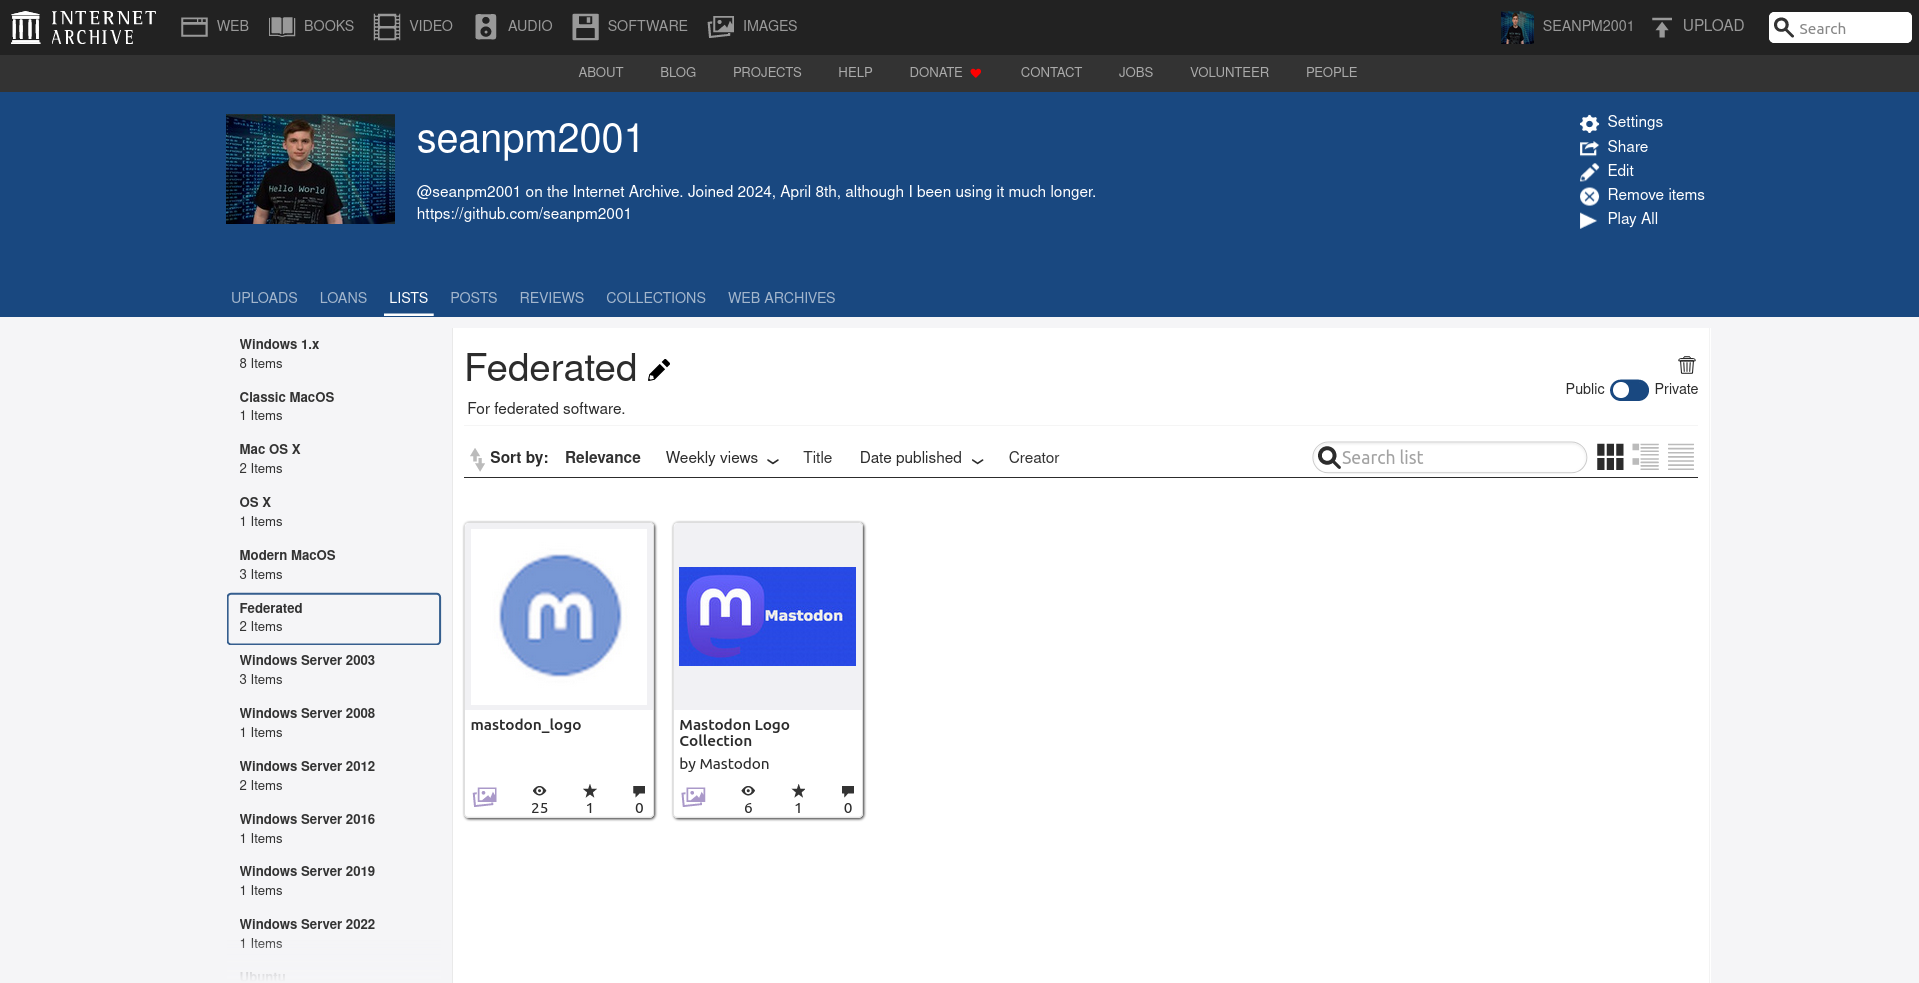 INTERNET ARCHIVE
WEB BOOKS VIDEO AUDIO SOFTWARE IMAGES SEANPM2001 UPLOAD Search
ABOUT BLOG PROJECTS HELP DONATE CONTACT JOBS VOLUNTEER PEOPLE
Hello World
seanpm2001
@seanpm2001 on the Internet Archive. Joined 2024, April 8th, although I been using it much longer.
https://github.com/seanpm2001
Settings
Share
Edit
Remove items
Play All
UPLOADS LOANS LISTS POSTS REVIEWS COLLECTIONS WEB ARCHIVES
Windows 1.x
8 Items
Classic MacOS
1 Items
Mac OS X
2 Items
OS X
1 Items
Modern MacOS
3 Items
Federated
2 Items
Windows Server 2003
3 Items
Windows Server 2008
1 Items
Windows Server 2012
2 Items
Windows Server 2016
1 Items
Windows Server 2019
1 Items
Windows Server 2022
1 Items
Ubuntu
Federated
For federated software.
Public Private
Sort by: Relevance Weekly views Title Date published Creator Search list
m
mastodon_logo
25 1 0
m Mastodon
Mastodon Logo
Collection
by Mastodon
6 1 0